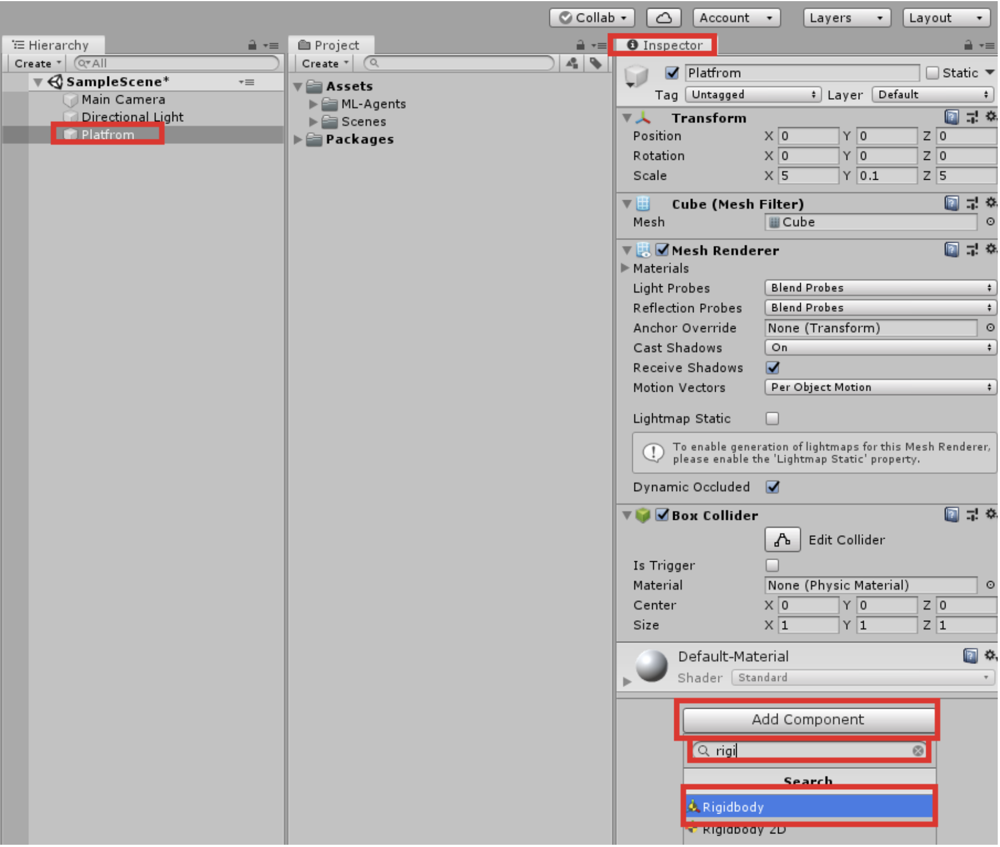 Collab
Account
Layers
Layout
Hierarchy
Create
All
SampleScene*
Main Camera
Directional Light
Platfrom
Project
Create
Assets
ML-Agents
Scenes
Packages
Inspector
Platfrom Static
Tag Untagged Layer Default
Transform
Position X 0 Y 0 Z 0
Rotation X 0 Y 0 Z 0
Scale X 5 Y 0.1 Z 5
Cube (Mesh Filter)
Mesh Cube
Mesh Renderer
Materials
Light Probes Blend Probes
Reflection Probes Blend Probes
Anchor Override None (Transform)
Cast Shadows On
Receive Shadows
Motion Vectors Per Object Motion
Lightmap Static
To enable generation of lightmaps for this Mesh Renderer,
please enable the 'Lightmap Static' property.
Dynamic Occluded
Box Collider
Edit Collider
Is Trigger
Material None (Physic Material)
Center X 0 Y 0 Z 0
Size X 1 Y 1 Z 1
Default-Material
Shader Standard
Add Component
rigi
Search
Rigidbody
Rigidbody 2D